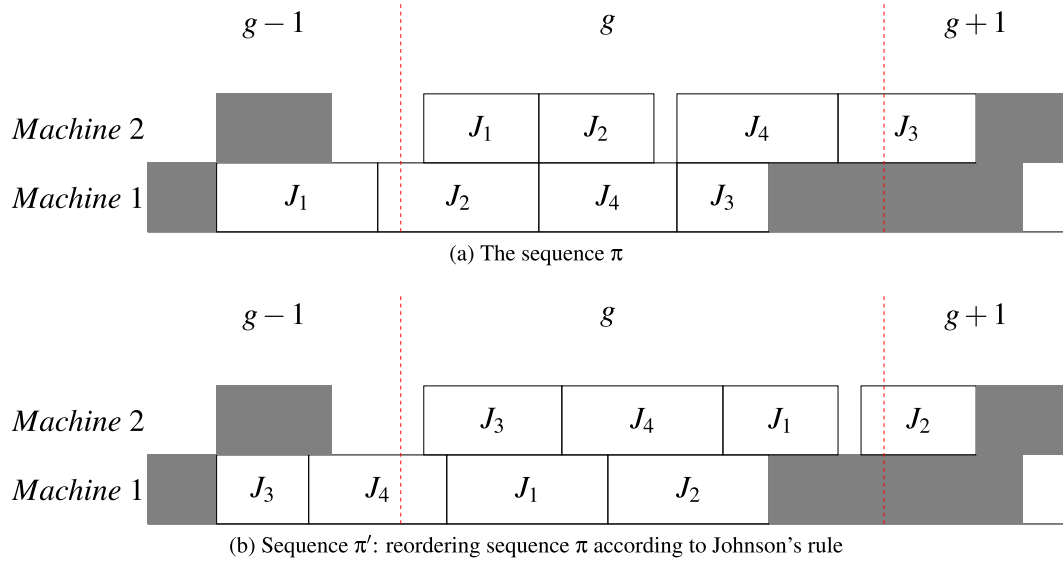 g − 1 g g + 1
Machine 2 J₁ J₂ J₄ J₃
Machine 1 J₁ J₂ J₄ J₃
(a) The sequence π
g − 1 g g + 1
Machine 2 J₃ J₄ J₁ J₂
Machine 1 J₃ J₄ J₁ J₂
(b) Sequence π′: reordering sequence π according to Johnson's rule